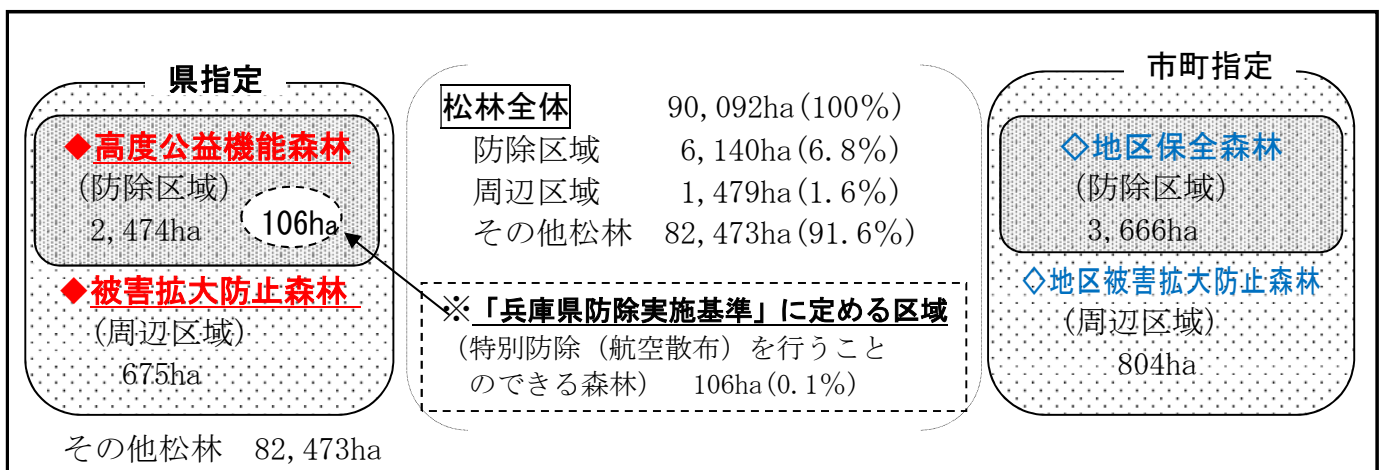 県指定
◆高度公益機能森林
(防除区域)
2,474ha
106ha
◆被害拡大防止森林
(周辺区域)
675ha
その他松林 82,473ha
松林全体 90,092ha(100%)
防除区域 6,140ha(6.8%)
周辺区域 1,479ha(1.6%)
その他松林 82,473ha(91.6%)
※「兵庫県防除実施基準」に定める区域
(特別防除(航空散布)を行うこと
のできる森林) 106ha(0.1%)
市町指定
◇地区保全森林
(防除区域)
3,666ha
◇地区被害拡大防止森林
(周辺区域)
804ha